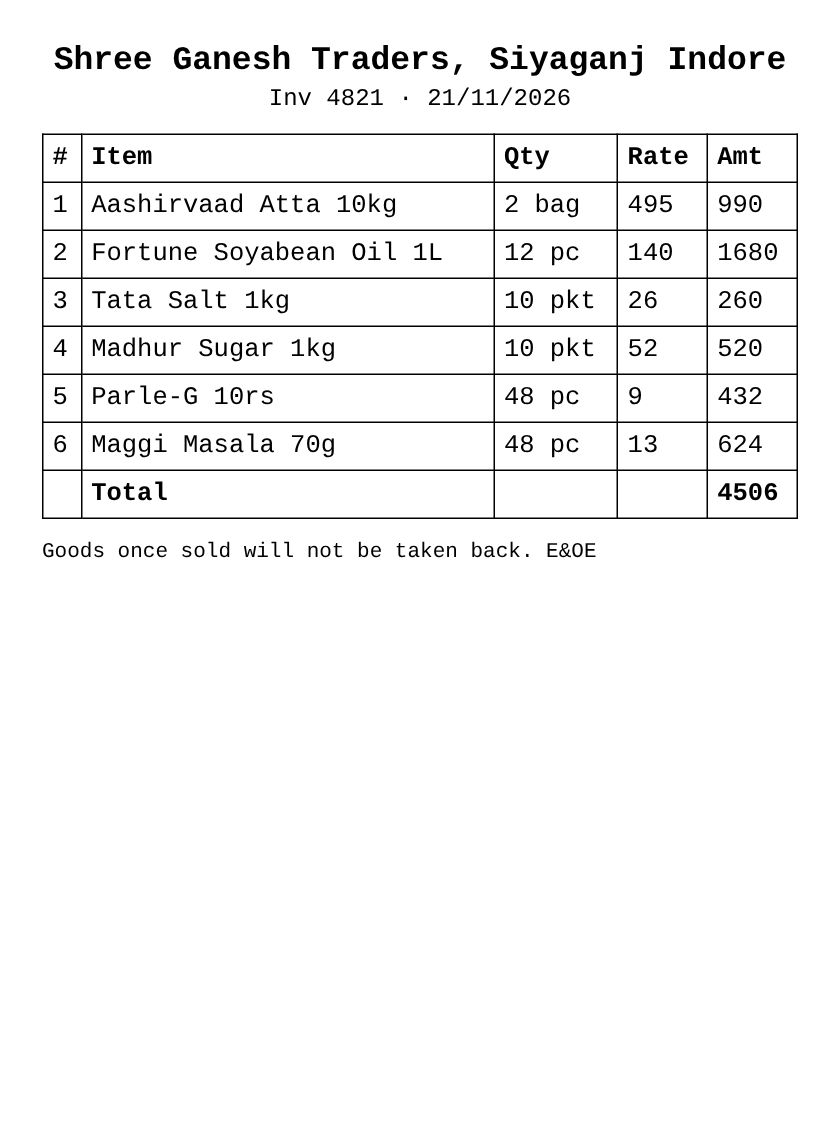 Shree Ganesh Traders, Siyaganj Indore
Inv 4821 · 21/11/2026
# Item Qty Rate Amt
1 Aashirvaad Atta 10kg 2 bag 495 990
2 Fortune Soyabean Oil 1L 12 pc 140 1680
3 Tata Salt 1kg 10 pkt 26 260
4 Madhur Sugar 1kg 10 pkt 52 520
5 Parle-G 10rs 48 pc 9 432
6 Maggi Masala 70g 48 pc 13 624
Total 4506
Goods once sold will not be taken back. E&OE